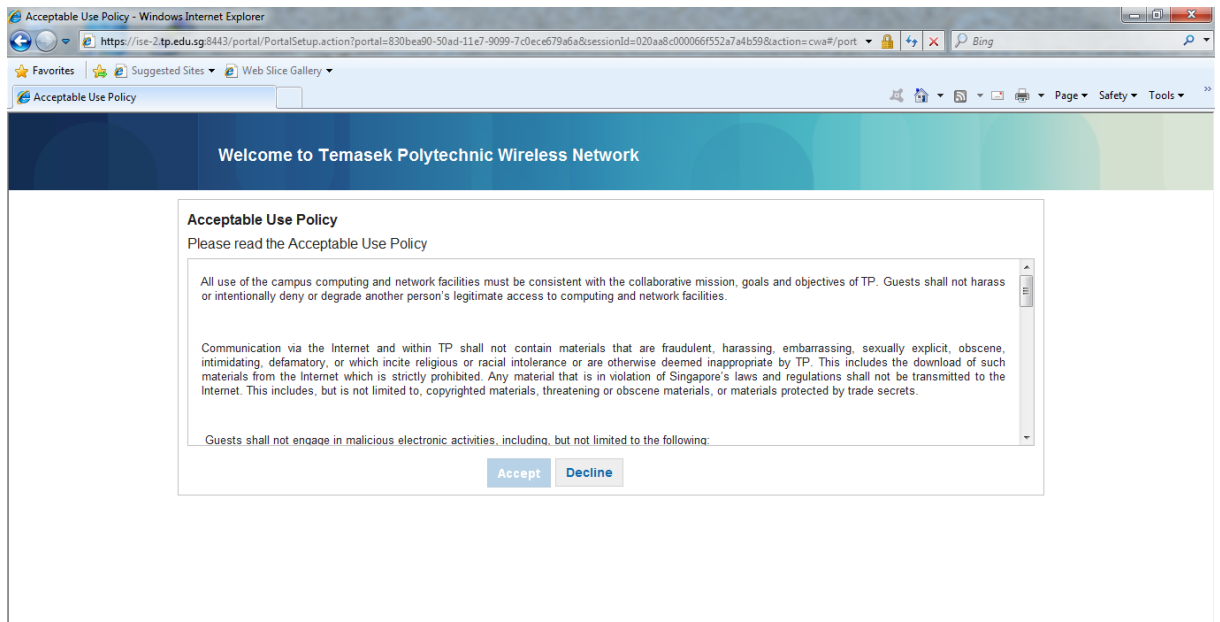 Acceptable Use Policy - Windows Internet Explorer
https://ise-2.tp.edu.sg:8443/portal/PortalSetup.action?portal=830bea90-50ad-11e7-9099-7c0ece679a6a&sessionId=020aa8c000066f552a7a4b59&action=cwa#/port
Bing
Favorites Suggested Sites Web Slice Gallery
Acceptable Use Policy Page Safety Tools
Welcome to Temasek Polytechnic Wireless Network
Acceptable Use Policy
Please read the Acceptable Use Policy
All use of the campus computing and network facilities must be consistent with the collaborative mission, goals and objectives of TP. Guests shall not harass
or intentionally deny or degrade another person's legitimate access to computing and network facilities.
Communication via the Internet and within TP shall not contain materials that are fraudulent, harassing, embarrassing, sexually explicit, obscene,
intimidating, defamatory, or which incite religious or racial intolerance or are otherwise deemed inappropriate by TP. This includes the download of such
materials from the Internet which is strictly prohibited. Any material that is in violation of Singapore's laws and regulations shall not be transmitted to the
Internet. This includes, but is not limited to, copyrighted materials, threatening or obscene materials, or materials protected by trade secrets.
Guests shall not engage in malicious electronic activities, including, but not limited to the following:
Accept Decline